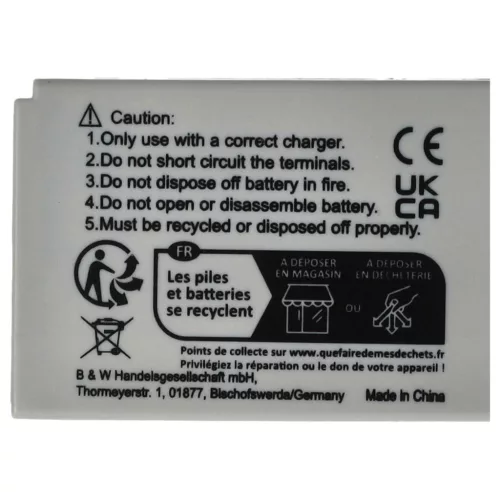 Caution:
1.Only use with a correct charger.
2.Do not short circuit the terminals.
3.Do not dispose off battery in fire.
4.Do not open or disassemble battery.
5.Must be recycled or disposed off properly.
CE
UK
CA
FR
Les piles
et batteries
se recyclent
À DÉPOSER
EN MAGASIN
OU
À DÉPOSER
EN DÉCHÈTERIE
Points de collecte sur www.quefairedemesdechets.fr
Privilégiez la réparation ou le don de votre appareil !
B & W Handelsgesellschaft mbH,
Thormeyerstr. 1, 01877, Bischofswerda/Germany
Made In China